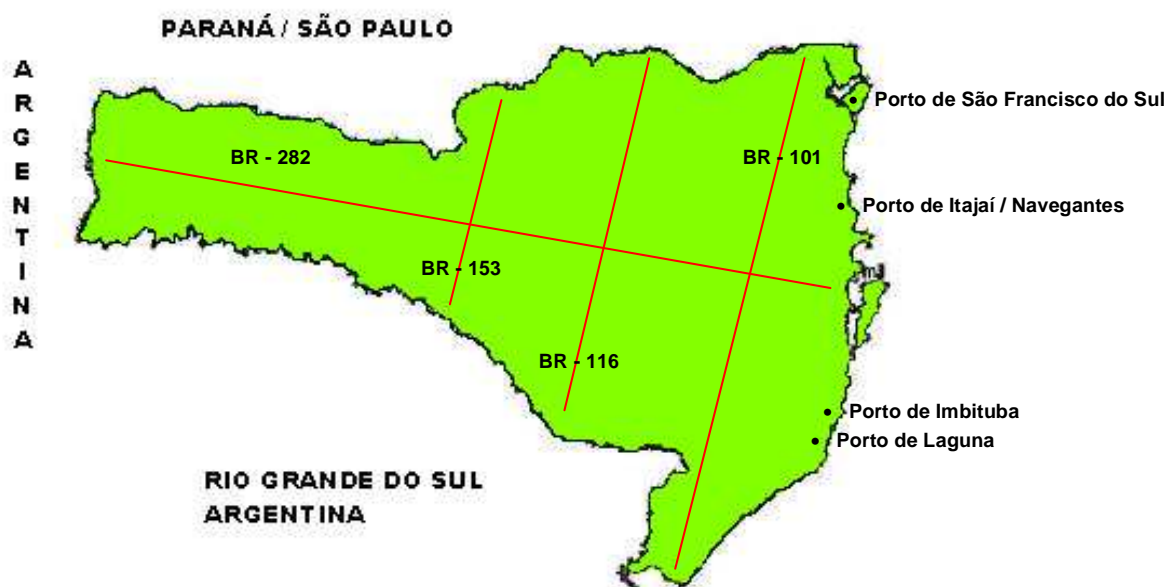 PARANÁ / SÃO PAULO
ARGENTINA
Porto de São Francisco do Sul
BR - 282
BR - 101
Porto de Itajaí / Navegantes
BR - 153
BR - 116
Porto de Imbituba
Porto de Laguna
RIO GRANDE DO SUL
ARGENTINA